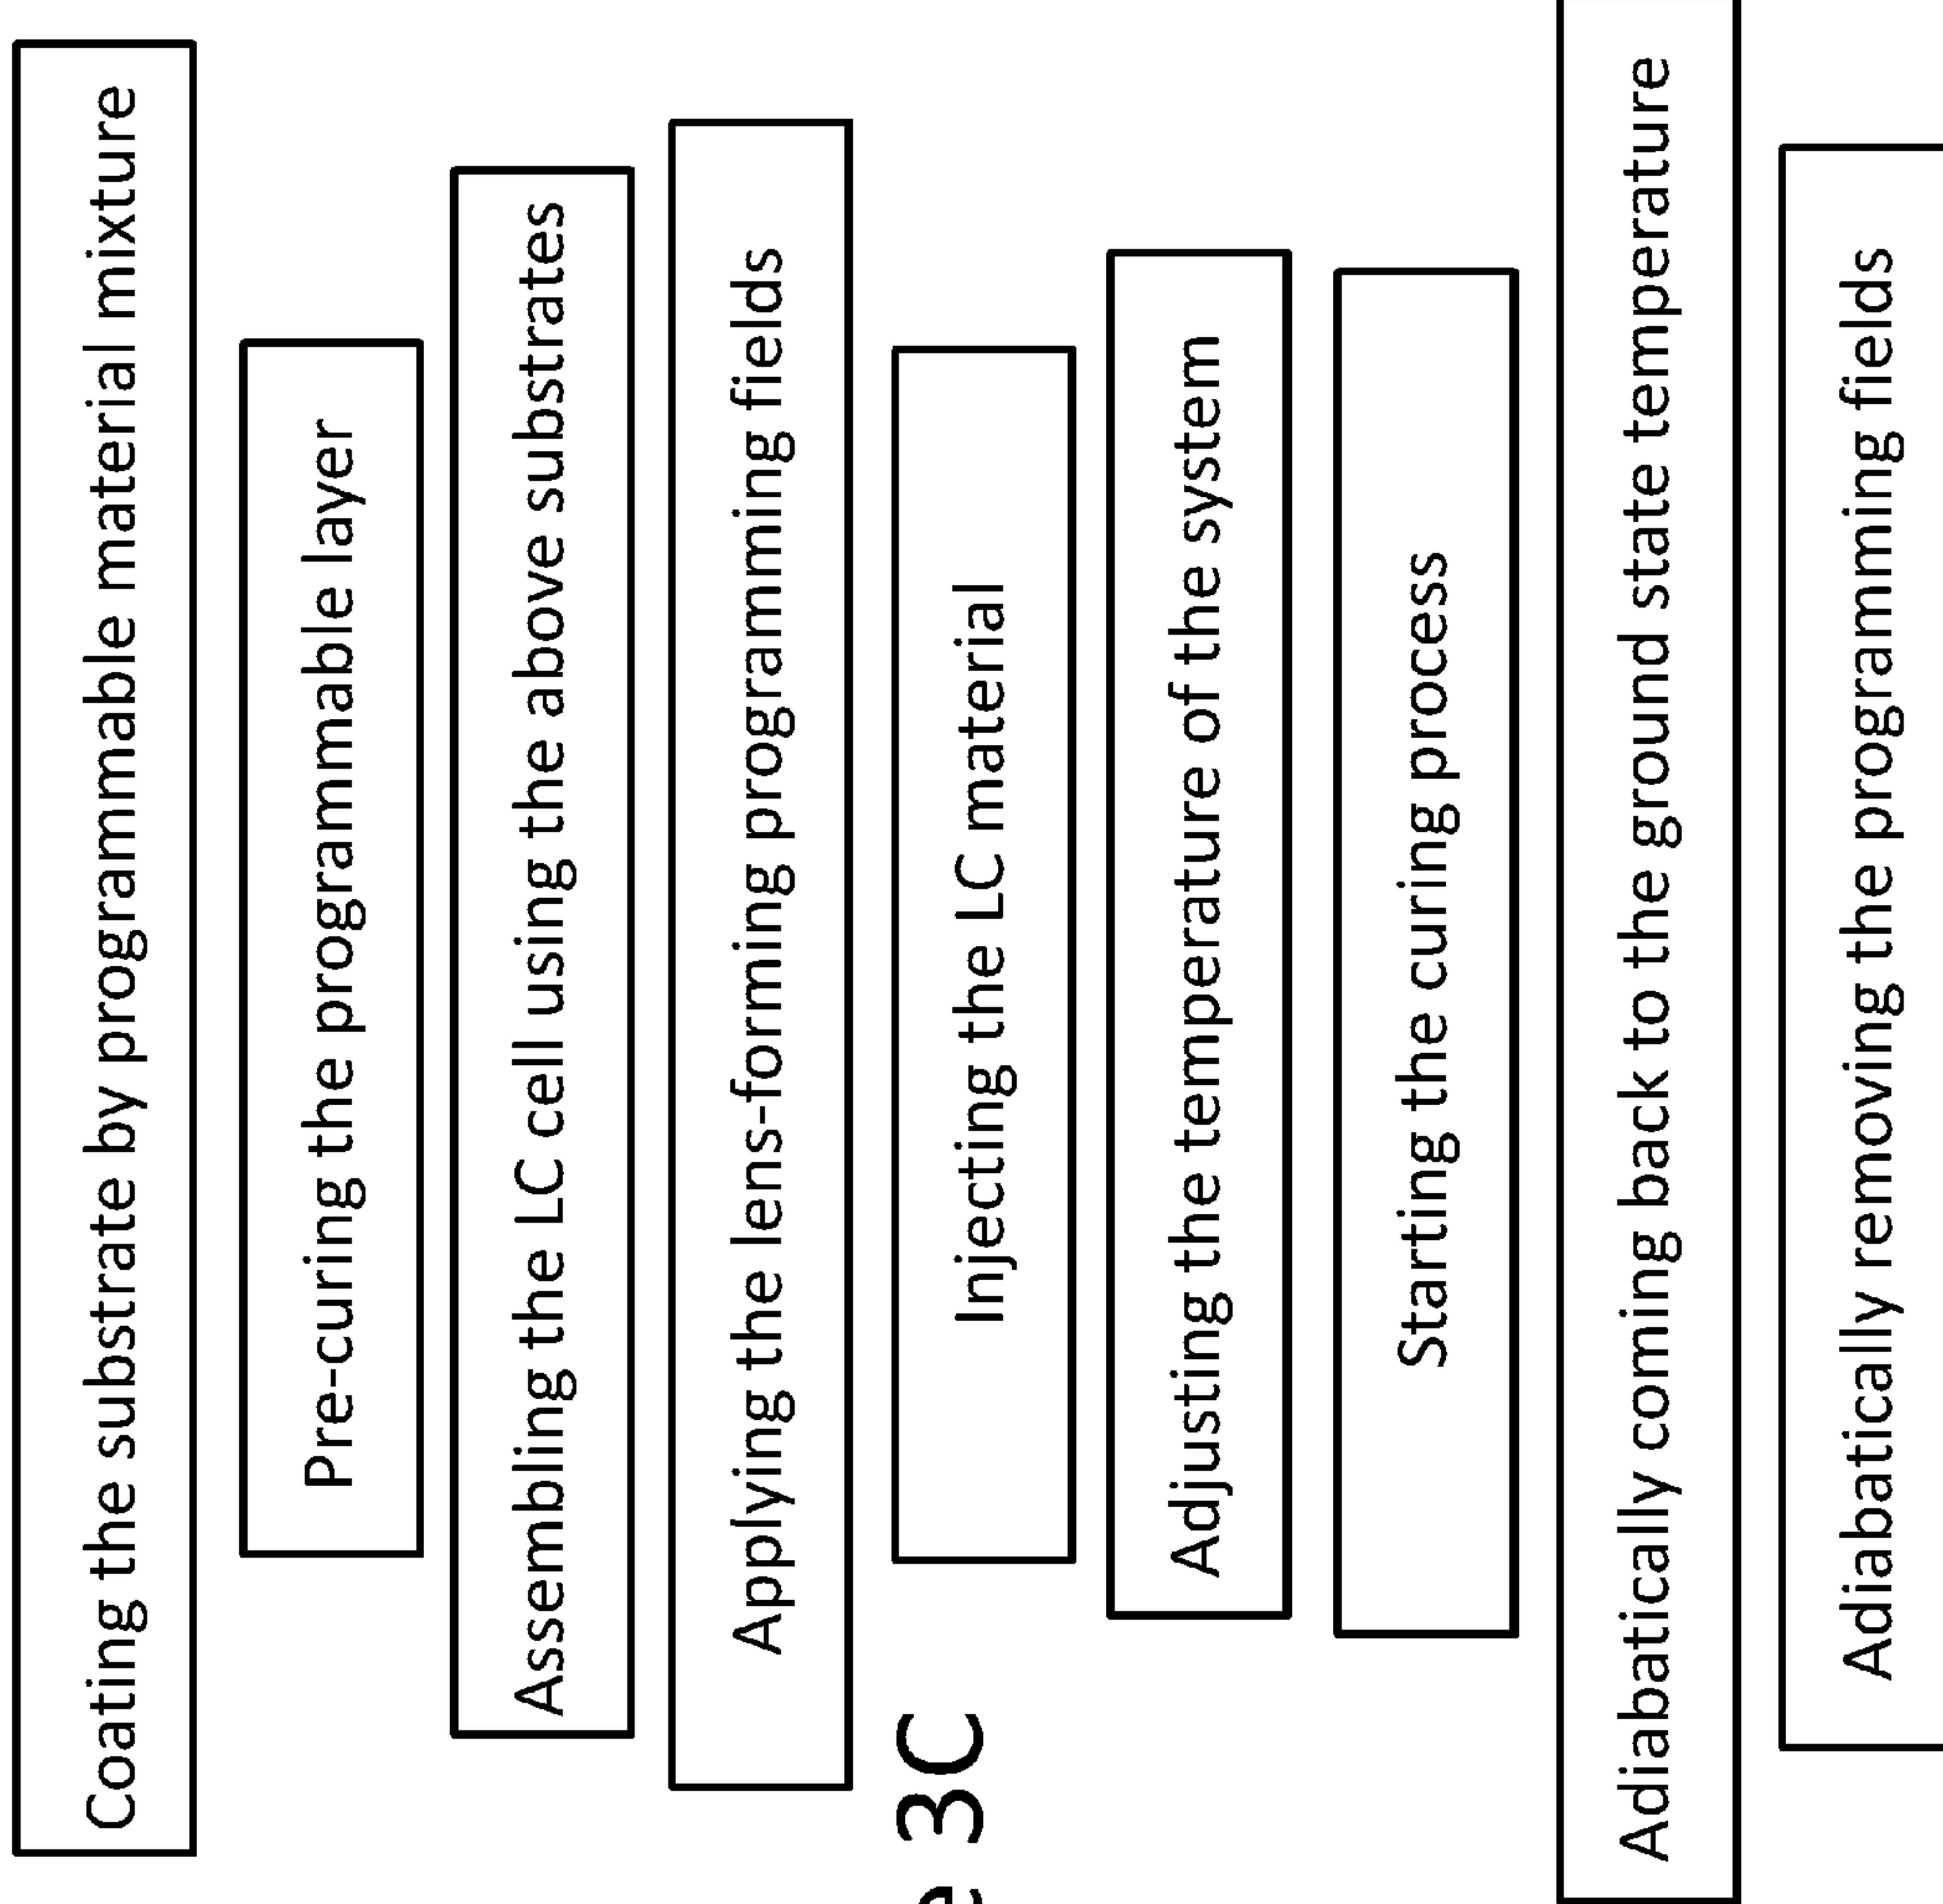 Coating the substrate by programmable material mixture
Pre-curing the programmable layer
Assembling the LC cell using the above substrates
Applying the lens-forming programming fields
Injecting the LC material
Adjusting the temperature of the system
Starting the curing process
Adiabatically coming back to the ground state temperature
Adiabatically removing the programming fields
e 3C